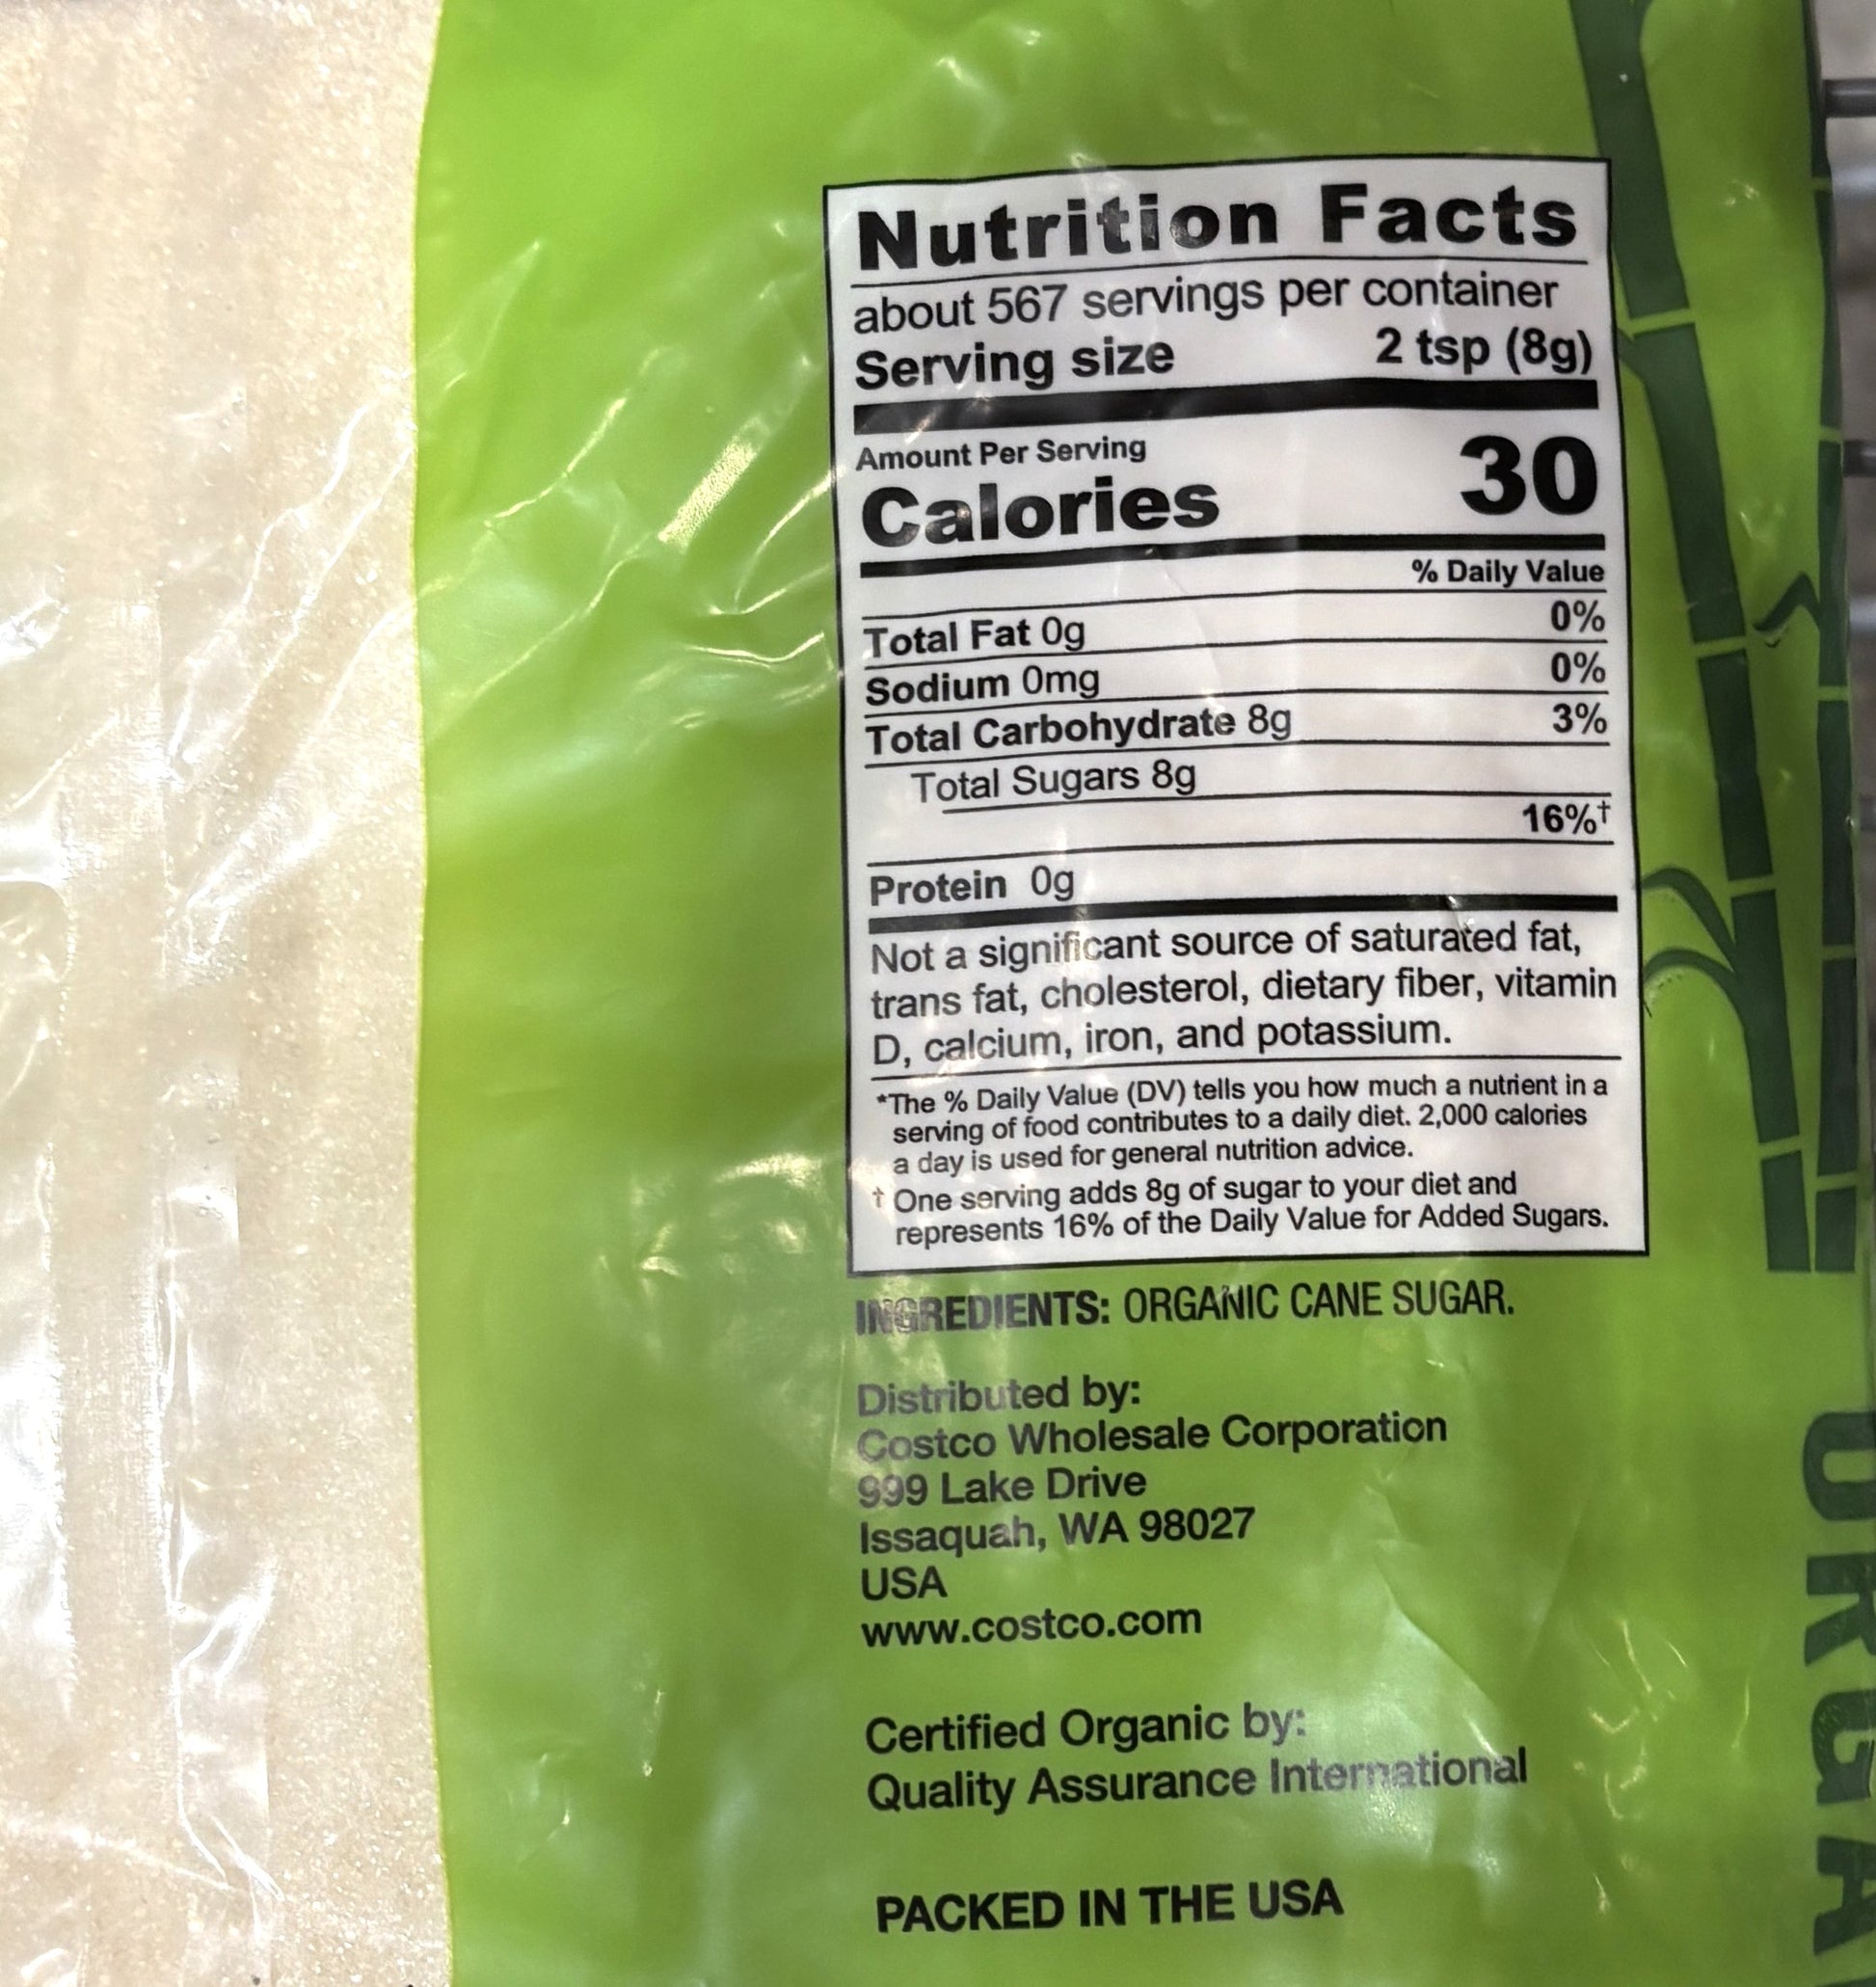 Nutrition Facts
about 567 servings per container
Serving size 2 tsp (8g)
Amount Per Serving
Calories 30
% Daily Value
Total Fat 0g 0%
Sodium 0mg 0%
Total Carbohydrate 8g 3%
Total Sugars 8g
16%†
Protein 0g
Not a significant source of saturated fat,
trans fat, cholesterol, dietary fiber, vitamin
D, calcium, iron, and potassium.
*The % Daily Value (DV) tells you how much a nutrient in a
serving of food contributes to a daily diet. 2,000 calories
a day is used for general nutrition advice.
† One serving adds 8g of sugar to your diet and
represents 16% of the Daily Value for Added Sugars.
INGREDIENTS: ORGANIC CANE SUGAR.
Distributed by:
Costco Wholesale Corporation
999 Lake Drive
Issaquah, WA 98027
USA
www.costco.com
Certified Organic by:
Quality Assurance International
PACKED IN THE USA